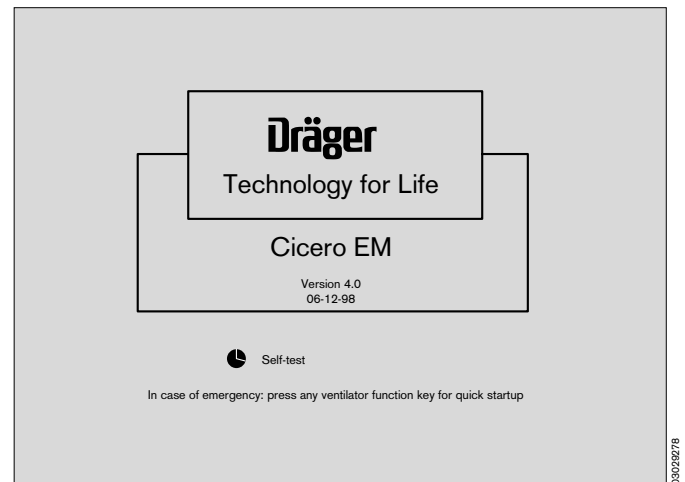 Dräger
Technology for Life
Cicero EM
Version 4.0
06-12-98
Self-test
In case of emergency: press any ventilator function key for quick startup
03029278